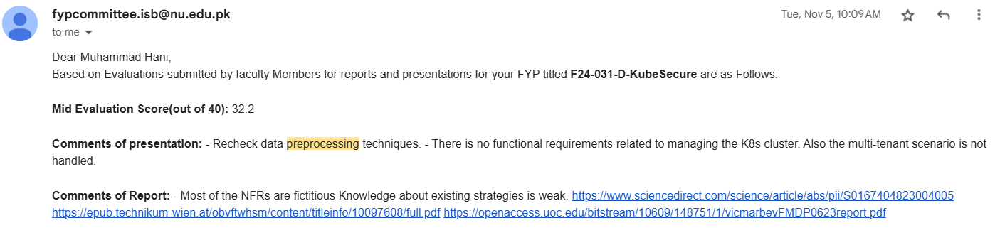 fypcommittee.isb@nu.edu.pk
Tue, Nov 5, 10:09 AM
to me
Dear Muhammad Hani,
Based on Evaluations submitted by faculty Members for reports and presentations for your FYP titled F24-031-D-KubeSecure are as Follows:
Mid Evaluation Score(out of 40): 32.2
Comments of presentation: - Recheck data preprocessing techniques. - There is no functional requirements related to managing the K8s cluster. Also the multi-tenant scenario is not
handled.
Comments of Report: - Most of the NFRs are fictitious Knowledge about existing strategies is weak. https://www.sciencedirect.com/science/article/abs/pii/S0167404823004005
https://epub.technikum-wien.at/obvftwhsm/content/titleinfo/10097608/full.pdf https://openaccess.uoc.edu/bitstream/10609/148751/1/vicmarbevFMDP0623report.pdf